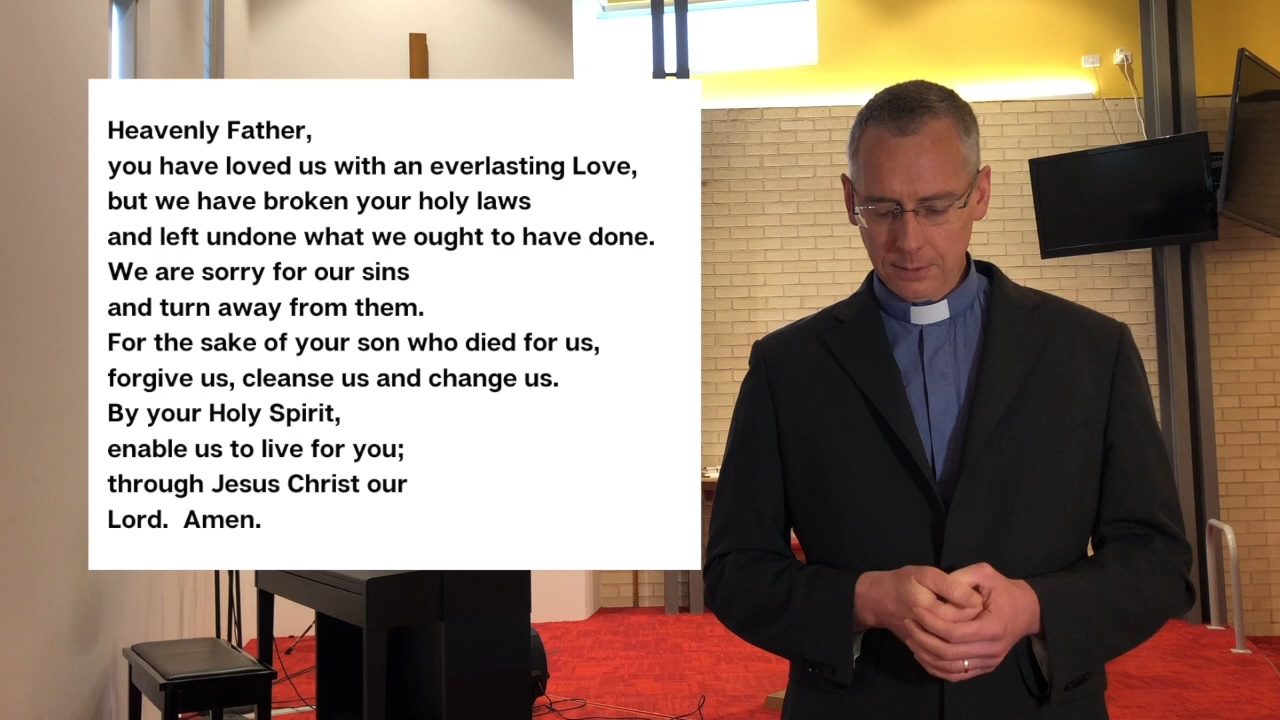 Heavenly Father,
you have loved us with an everlasting Love,
but we have broken your holy laws
and left undone what we ought to have done.
We are sorry for our sins
and turn away from them.
For the sake of your son who died for us,
forgive us, cleanse us and change us.
By your Holy Spirit,
enable us to live for you;
through Jesus Christ our
Lord.  Amen.